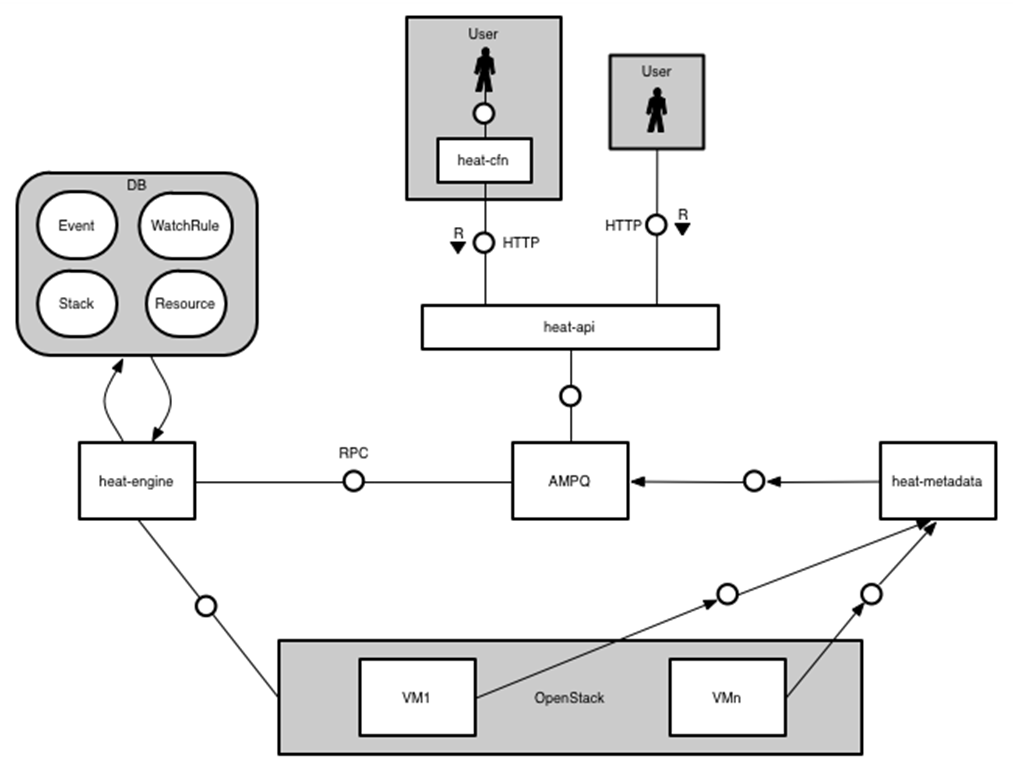 User
User
heat-cfn
DB
Event
WatchRule
R
HTTP
HTTP
R
Stack
Resource
heat-api
RPC
heat-engine
AMPQ
heat-metadata
VM1
OpenStack
VMn